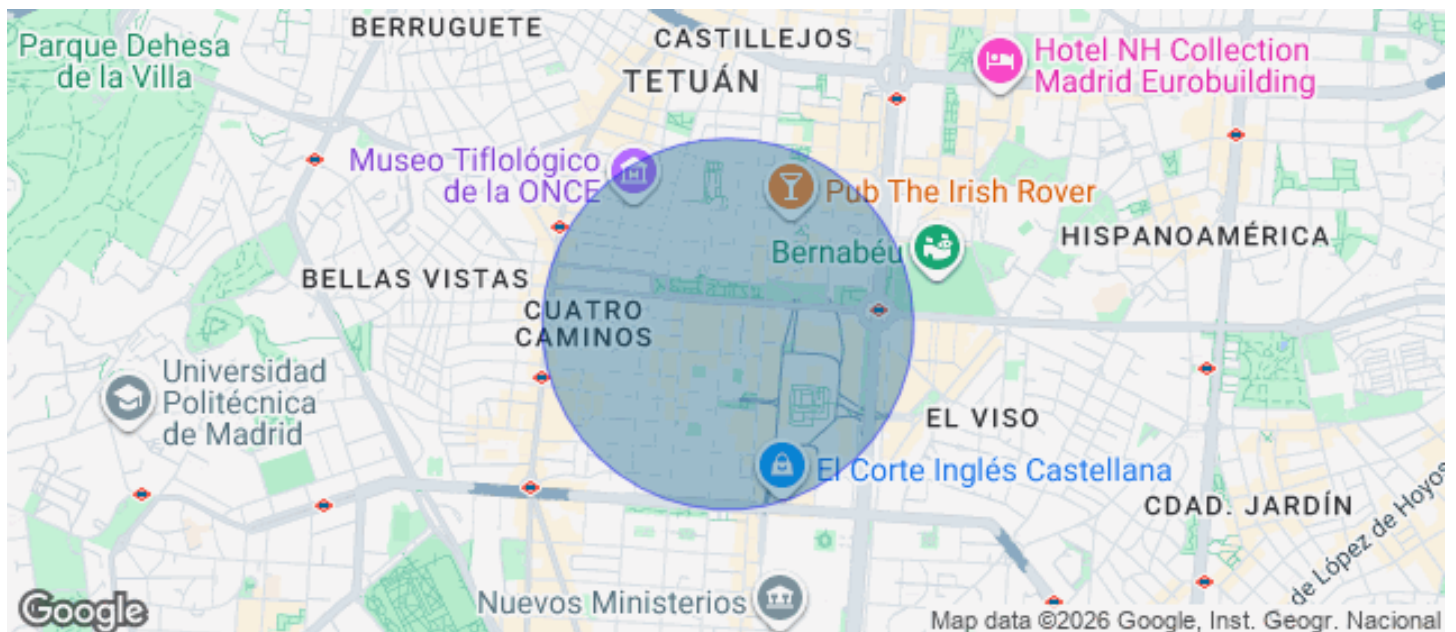 BERRUGUETE
Parque Dehesa
de la Villa
CASTILLEJOS
TETUÁN
Hotel NH Collection
Madrid Eurobuilding
Museo Tiflológico
de la ONCE
Pub The Irish Rover
Bernabéu
HISPANOAMÉRICA
BELLAS VISTAS
CUATRO
CAMINOS
Universidad
Politécnica
de Madrid
EL VISO
El Corte Inglés Castellana
CDAD. JARDÍN
de López de Hoyos
Nuevos Ministerios
Google
Map data ©2026 Google, Inst. Geogr. Nacional